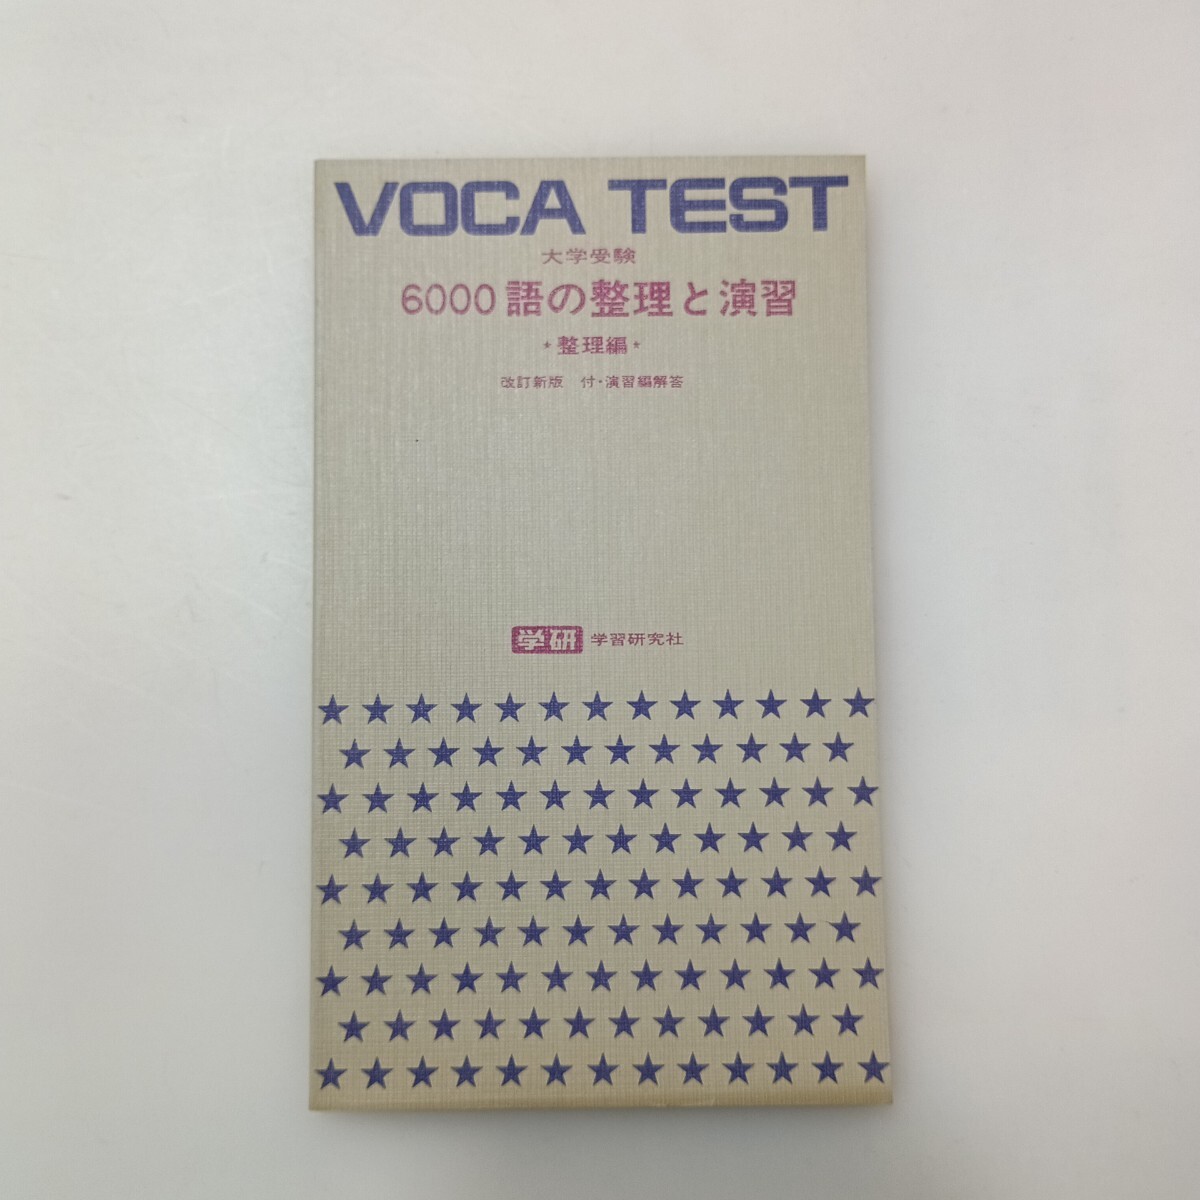 VOCA TEST
大学受験
6000語の整理と演習
★整理編★
改訂新版 付・演習編解答
学研 学習研究社